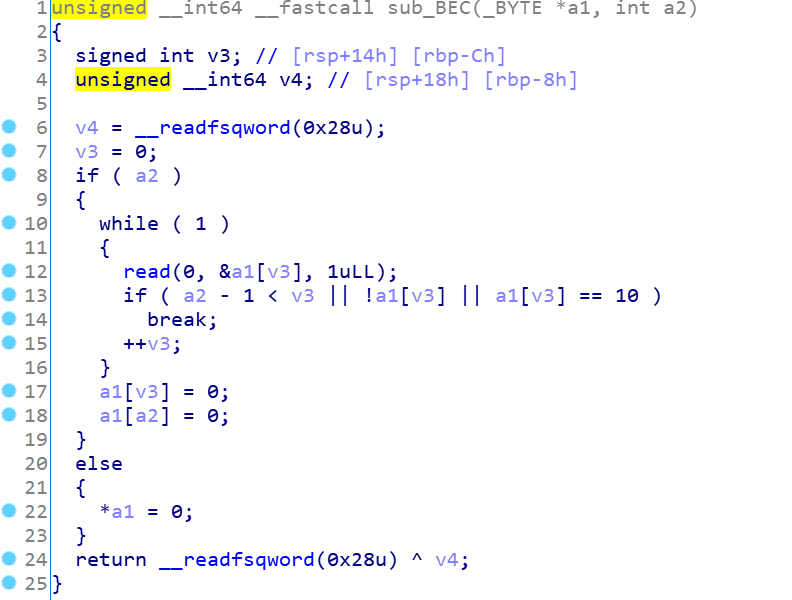 1 unsigned __int64 __fastcall sub_BEC(_BYTE *a1, int a2)
2 {
3   signed int v3; // [rsp+14h] [rbp-Ch]
4   unsigned __int64 v4; // [rsp+18h] [rbp-8h]
5
6   v4 = __readfsqword(0x28u);
7   v3 = 0;
8   if ( a2 )
9   {
10     while ( 1 )
11     {
12       read(0, &a1[v3], 1uLL);
13       if ( a2 - 1 < v3 || !a1[v3] || a1[v3] == 10 )
14         break;
15       ++v3;
16     }
17     a1[v3] = 0;
18     a1[a2] = 0;
19   }
20   else
21   {
22     *a1 = 0;
23   }
24   return __readfsqword(0x28u) ^ v4;
25 }